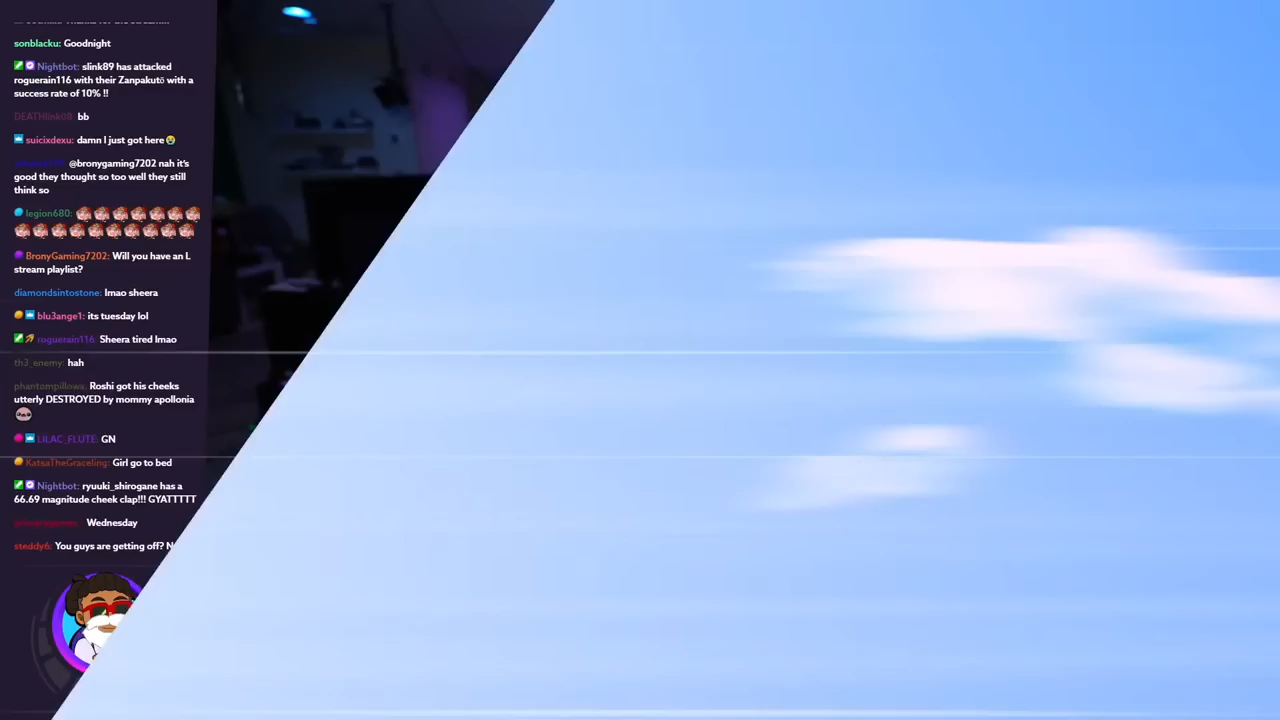 sonblacku: Goodnight
Nightbot: slink89 has attacked
roguerain116 with their Zanpakutō with a
success rate of 10% !!
DEATHlink08: bb
suicixdexu: damn I just got here
@bronygaming7202 nah it's
good they thought so too well they still
think so
legion680:
BronyGaming7202: Will you have an L
stream playlist?
diamondsintostone: lmao sheera
blu3ange1: its tuesday lol
roguerain116: Sheera tired lmao
th3_enemy: hah
phantompillowa: Roshi got his cheeks
utterly DESTROYED by mommy apollonia
LILAC_FLUTE: GN
KatsaTheGraceling: Girl go to bed
Nightbot: ryuuki_shirogane has a
66.69 magnitude cheek clap!!! GYATTTTT
Wednesday
steddy6: You guys are getting off?